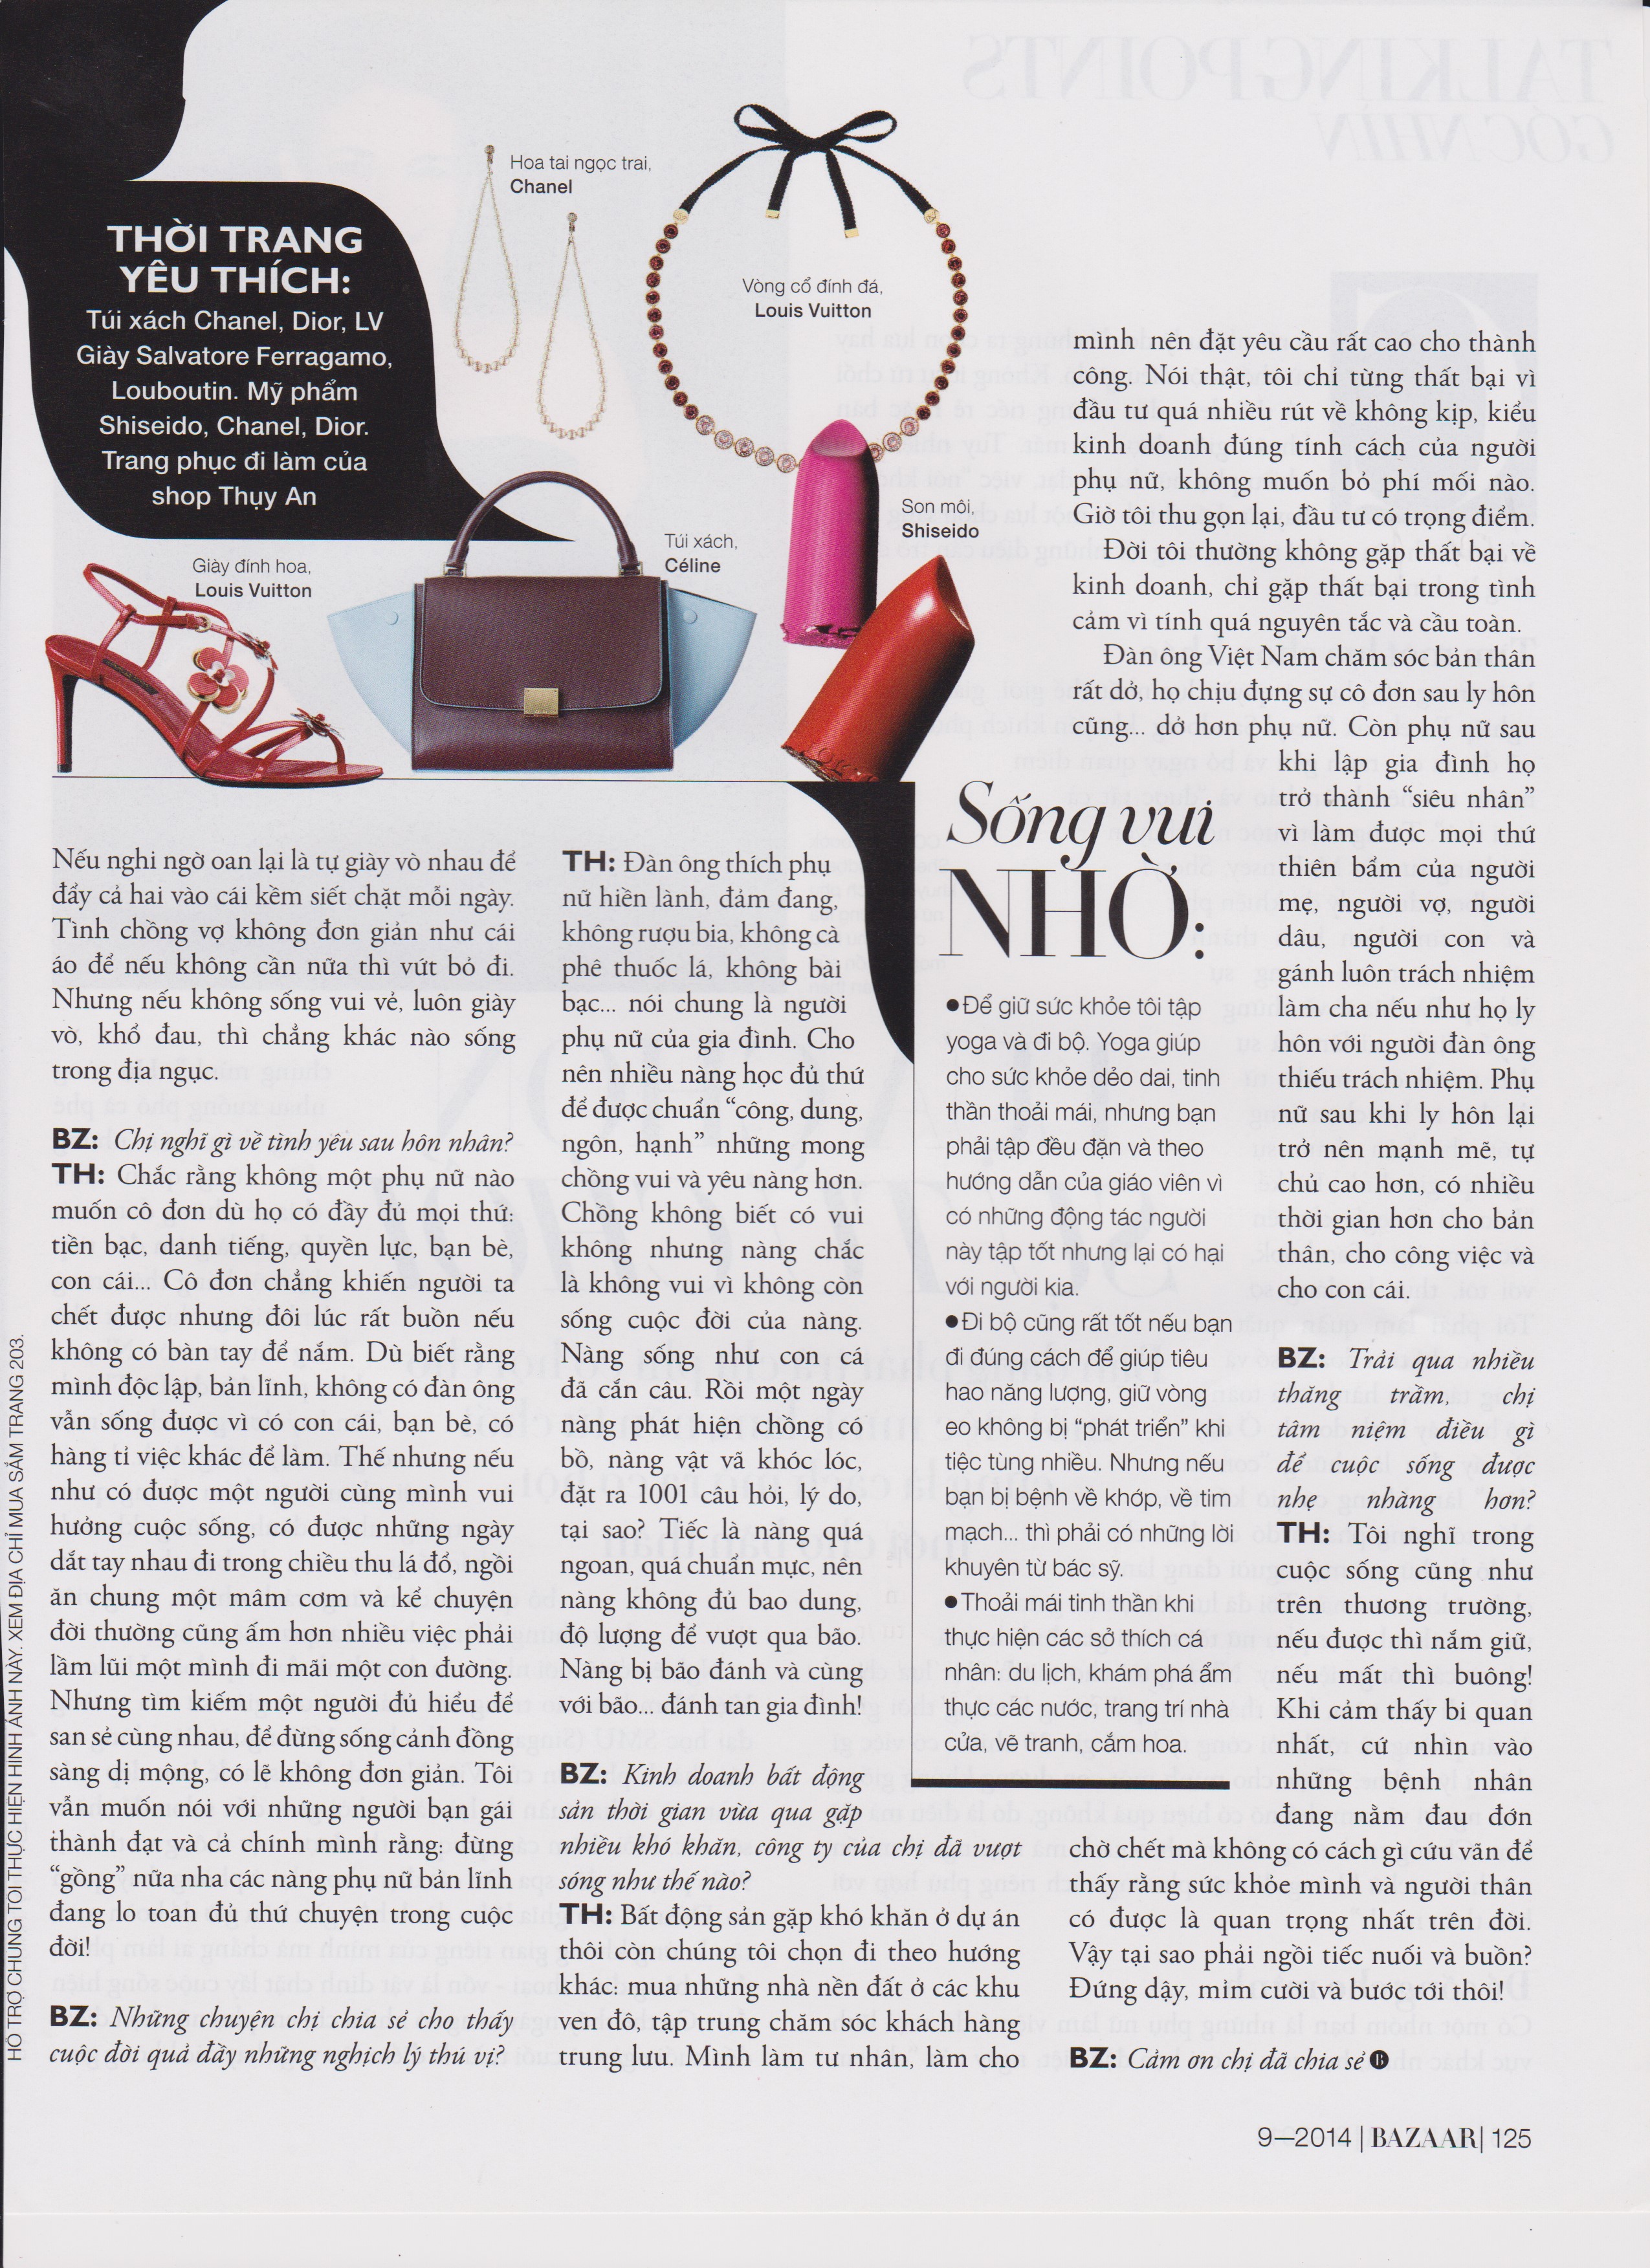 THỜI TRANG
YÊU THÍCH:
Túi xách Chanel, Dior, LV
Giày Salvatore Ferragamo,
Louboutin. Mỹ phẩm
Shiseido, Chanel, Dior.
Trang phục đi làm của
shop Thụy An
Hoa tai ngọc trai,
Chanel
Vòng cổ đính đá,
Louis Vuitton
Son môi,
Shiseido
Túi xách,
Céline
Giày đính hoa,
Louis Vuitton
Nếu nghi ngờ oan lại là tự giày vò nhau để
đẩy cả hai vào cái kềm siết chặt mỗi ngày.
Tình chồng vợ không đơn giản như cái
áo để nếu không cần nữa thì vứt bỏ đi.
Nhưng nếu không sống vui vẻ, luôn giày
vò, khổ đau, thì chẳng khác nào sống
trong địa ngục.
BZ: Chị nghĩ gì về tình yêu sau hôn nhân?
TH: Chắc rằng không một phụ nữ nào
muốn cô đơn dù họ có đầy đủ mọi thứ:
tiền bạc, danh tiếng, quyền lực, bạn bè,
con cái... Cô đơn chẳng khiến người ta
chết được nhưng đôi lúc rất buồn nếu
không có bàn tay để nắm. Dù biết rằng
mình độc lập, bản lĩnh, không có đàn ông
vẫn sống được vì có con cái, bạn bè, có
hàng tỉ việc khác để làm. Thế nhưng nếu
như có được một người cùng mình vui
hưởng cuộc sống, có được những ngày
dắt tay nhau đi trong chiều thu lá đổ, ngồi
ăn chung một mâm cơm và kể chuyện
đời thường cũng ấm hơn nhiều việc phải
lầm lũi một mình đi mãi một con đường.
Nhưng tìm kiếm một người đủ hiểu để
san sẻ cùng nhau, để đừng sống cảnh đồng
sàng dị mộng, có lẽ không đơn giản. Tôi
vẫn muốn nói với những người bạn gái
thành đạt và cả chính mình rằng: đừng
“gồng” nữa nha các nàng phụ nữ bản lĩnh
đang lo toan đủ thứ chuyện trong cuộc
đời!
BZ: Những chuyện chị chia sẻ cho thấy
cuộc đời quả đầy những nghịch lý thú vị?
TH: Đàn ông thích phụ
nữ hiền lành, đảm đang,
không rượu bia, không cà
phê thuốc lá, không bài
bạc... nói chung là người
phụ nữ của gia đình. Cho
nên nhiều nàng học đủ thứ
để được chuẩn “công, dung,
ngôn, hạnh” những mong
chồng vui và yêu nàng hơn.
Chồng không biết có vui
không nhưng nàng chắc
là không vui vì không còn
sống cuộc đời của nàng.
Nàng sống như con cá
đã cắn câu. Rồi một ngày
nàng phát hiện chồng có
bồ, nàng vật vã khóc lóc,
đặt ra 1001 câu hỏi, lý do,
tại sao? Tiếc là nàng quá
ngoan, quá chuẩn mực, nên
nàng không đủ bao dung,
độ lượng để vượt qua bão.
Nàng bị bão đánh và cùng
với bão... đánh tan gia đình!
BZ: Kinh doanh bất động
sản thời gian vừa qua gặp
nhiều khó khăn, công ty của chị đã vượt
sóng như thế nào?
TH: Bất động sản gặp khó khăn ở dự án
thôi còn chúng tôi chọn đi theo hướng
khác: mua những nhà nền đất ở các khu
ven đô, tập trung chăm sóc khách hàng
trung lưu. Mình làm tư nhân, làm cho
mình nên đặt yêu cầu rất cao cho thành
công. Nói thật, tôi chỉ từng thất bại vì
đầu tư quá nhiều rút về không kịp, kiểu
kinh doanh đúng tính cách của người
phụ nữ, không muốn bỏ phí mối nào.
Giờ tôi thu gọn lại, đầu tư có trọng điểm.
Đời tôi thường không gặp thất bại về
kinh doanh, chỉ gặp thất bại trong tình
cảm vì tính quá nguyên tắc và cầu toàn.
Đàn ông Việt Nam chăm sóc bản thân
rất dở, họ chịu đựng sự cô đơn sau ly hôn
cũng... dở hơn phụ nữ. Còn phụ nữ sau
khi lập gia đình họ
trở thành “siêu nhân”
vì làm được mọi thứ
thiên bẩm của người
mẹ, người vợ, người
dâu, người con và
gánh luôn trách nhiệm
làm cha nếu như họ ly
hôn với người đàn ông
thiếu trách nhiệm. Phụ
nữ sau khi ly hôn lại
trở nên mạnh mẽ, tự
chủ cao hơn, có nhiều
thời gian hơn cho bản
thân, cho công việc và
cho con cái.
BZ: Trải qua nhiều
thăng trầm, chị
tâm niệm điều gì
để cuộc sống được
nhẹ nhàng hơn?
TH: Tôi nghĩ trong
cuộc sống cũng như
trên thương trường,
nếu được thì nắm giữ,
nếu mất thì buông!
Khi cảm thấy bi quan
nhất, cứ nhìn vào
những bệnh nhân
đang nằm đau đớn
chờ chết mà không có cách gì cứu vãn để
thấy rằng sức khỏe mình và người thân
có được là quan trọng nhất trên đời.
Vậy tại sao phải ngồi tiếc nuối và buồn?
Đứng dậy, mỉm cười và bước tới thôi!
BZ: Cảm ơn chị đã chia sẻ
Sống vui
NHỜ:
●Để giữ sức khỏe tôi tập
yoga và đi bộ. Yoga giúp
cho sức khỏe dẻo dai, tinh
thần thoải mái, nhưng bạn
phải tập đều đặn và theo
hướng dẫn của giáo viên vì
có những động tác người
này tập tốt nhưng lại có hại
với người kia.
●Đi bộ cũng rất tốt nếu bạn
đi đúng cách để giúp tiêu
hao năng lượng, giữ vòng
eo không bị “phát triển” khi
tiệc tùng nhiều. Nhưng nếu
bạn bị bệnh về khớp, về tim
mạch... thì phải có những lời
khuyên từ bác sỹ.
●Thoải mái tinh thần khi
thực hiện các sở thích cá
nhân: du lịch, khám phá ẩm
thực các nước, trang trí nhà
cửa, vẽ tranh, cắm hoa.
HỖ TRỢ CHÚNG TÔI THỰC HIỆN HÌNH ẢNH NÀY. XEM ĐỊA CHỈ MUA SẮM TRANG 203.
9—2014 | BAZAAR | 125